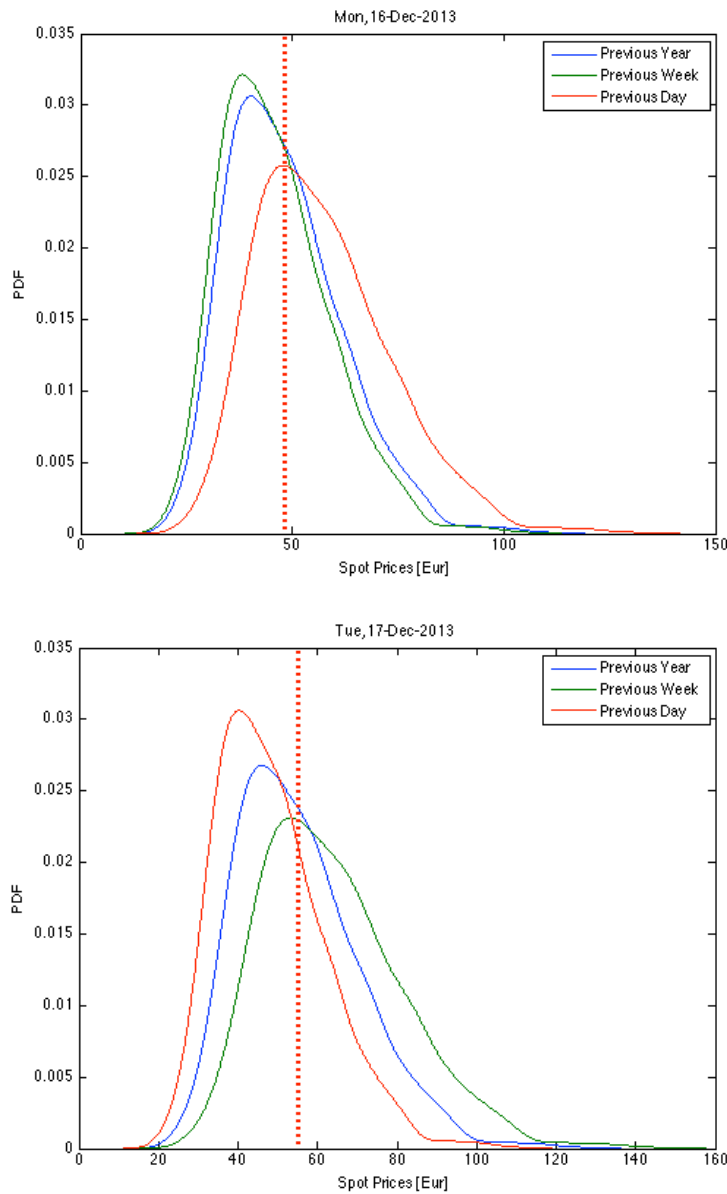 Mon,16-Dec-2013
0.035
0.03
0.025
0.02
0.015
0.01
0.005
0
PDF
Previous Year
Previous Week
Previous Day
0 50 100 150
Spot Prices [Eur]
Tue,17-Dec-2013
0.035
0.03
0.025
0.02
0.015
0.01
0.005
0
PDF
Previous Year
Previous Week
Previous Day
0 20 40 60 80 100 120 140 160
Spot Prices [Eur]